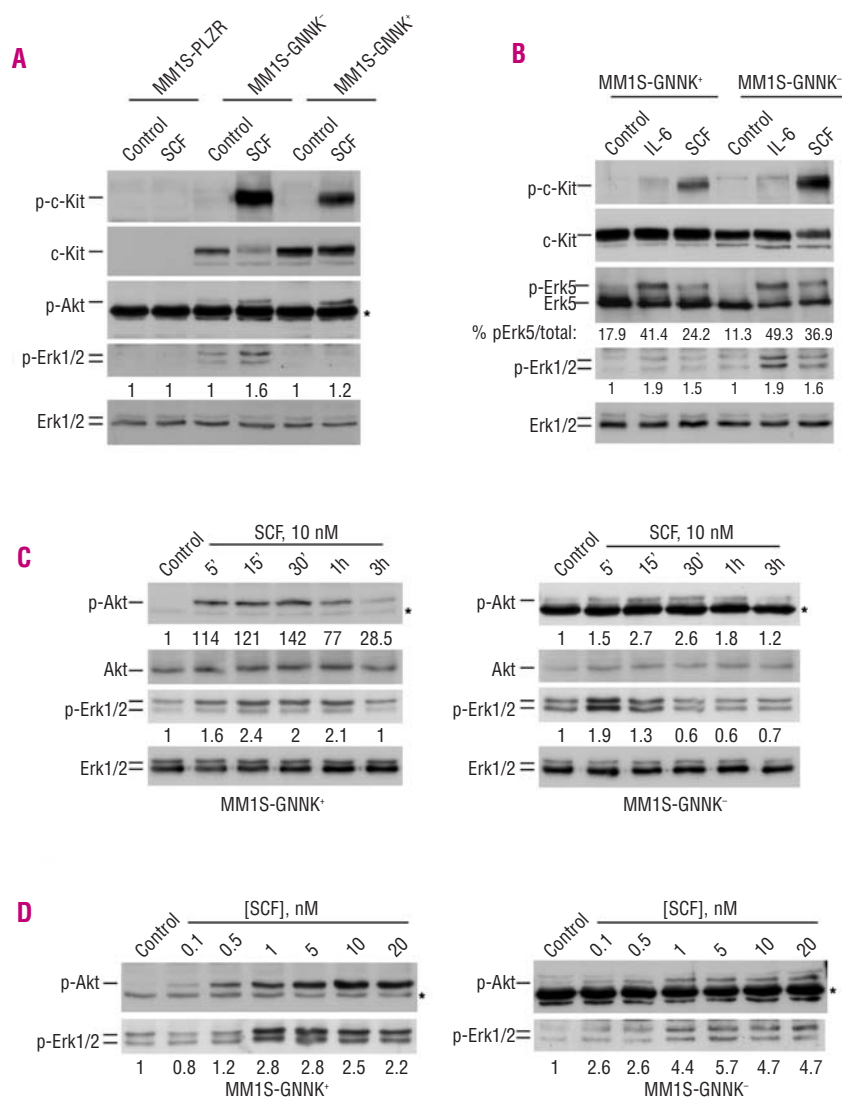 A
MM1S-PLZR MM1S-GNNK⁻ MM1S-GNNK⁺
Control SCF Control SCF Control SCF
p-c-Kit
c-Kit
p-Akt *
p-Erk1/2
1 1 1 1.6 1 1.2
Erk1/2
B
MM1S-GNNK⁺ MM1S-GNNK⁻
Control IL-6 SCF Control IL-6 SCF
p-c-Kit
c-Kit
p-Erk5
Erk5
% pErk5/total: 17.9 41.4 24.2 11.3 49.3 36.9
p-Erk1/2
1 1.9 1.5 1 1.9 1.6
Erk1/2
C
SCF, 10 nM
Control 5' 15' 30' 1h 3h
p-Akt *
1 114 121 142 77 28.5
Akt
p-Erk1/2
1 1.6 2.4 2 2.1 1
Erk1/2
MM1S-GNNK⁺
SCF, 10 nM
Control 5' 15' 30' 1h 3h
p-Akt *
1 1.5 2.7 2.6 1.8 1.2
Akt
p-Erk1/2
1 1.9 1.3 0.6 0.6 0.7
Erk1/2
MM1S-GNNK⁻
D
[SCF], nM
Control 0.1 0.5 1 5 10 20
p-Akt *
p-Erk1/2
1 0.8 1.2 2.8 2.8 2.5 2.2
MM1S-GNNK⁺
[SCF], nM
Control 0.1 0.5 1 5 10 20
p-Akt *
p-Erk1/2
1 2.6 2.6 4.4 5.7 4.7 4.7
MM1S-GNNK⁻